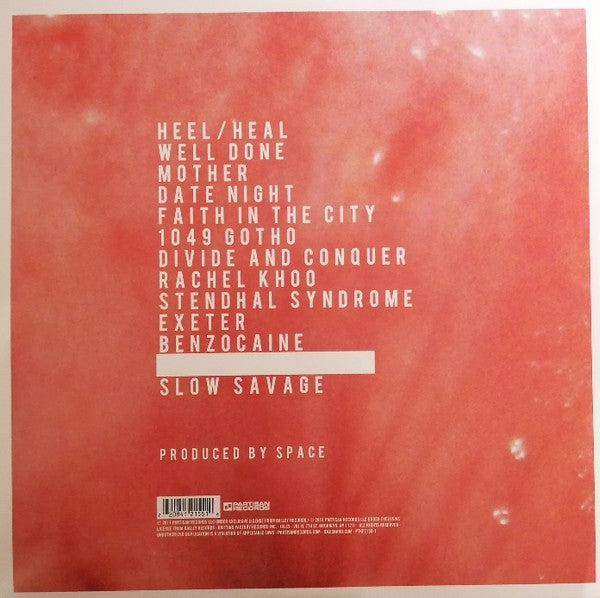 HEEL/HEAL
WELL DONE
MOTHER
DATE NIGHT
FAITH IN THE CITY
1049 GOTHO
DIVIDE AND CONQUER
RACHEL KHOO
STENDHAL SYNDROME
EXETER
BENZOCAINE
SLOW SAVAGE
PRODUCED BY SPACE
PARTISAN
RECORDS